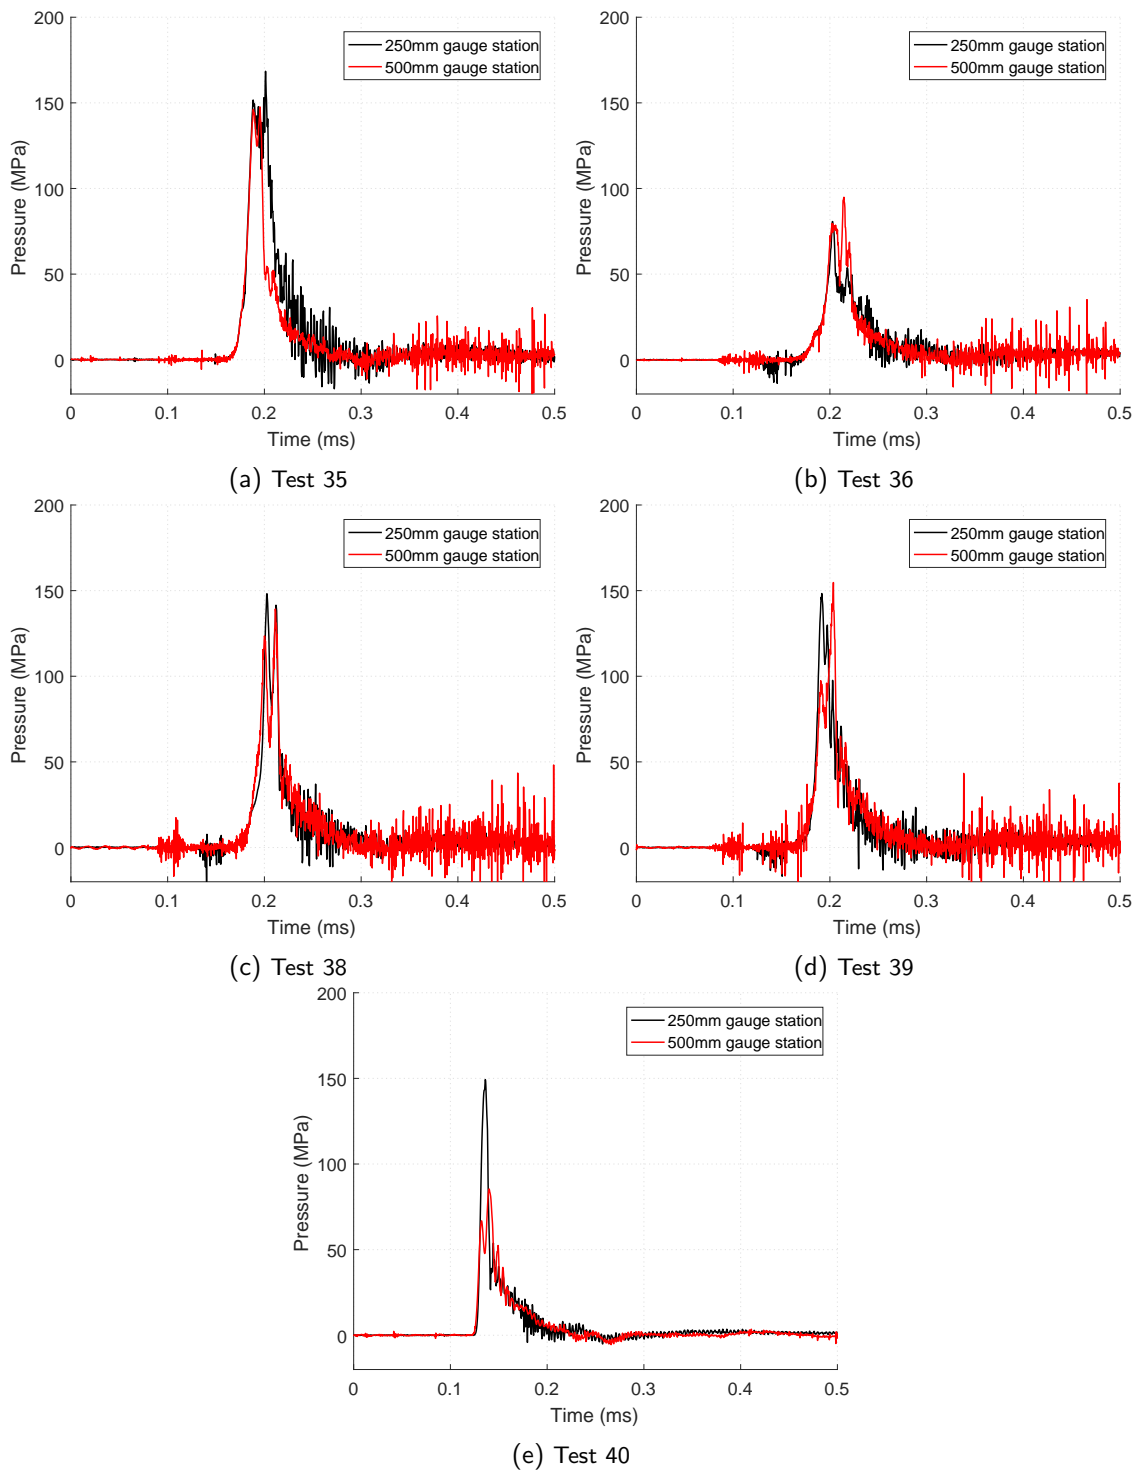 200
150
100
50
0
Pressure (MPa)
250mm gauge station
500mm gauge station
0 0.1 0.2 0.3 0.4 0.5
Time (ms)
(a) Test 35
200
150
100
50
0
Pressure (MPa)
250mm gauge station
500mm gauge station
0 0.1 0.2 0.3 0.4 0.5
Time (ms)
(b) Test 36
200
150
100
50
0
Pressure (MPa)
250mm gauge station
500mm gauge station
0 0.1 0.2 0.3 0.4 0.5
Time (ms)
(c) Test 38
200
150
100
50
0
Pressure (MPa)
250mm gauge station
500mm gauge station
0 0.1 0.2 0.3 0.4 0.5
Time (ms)
(d) Test 39
200
150
100
50
0
Pressure (MPa)
250mm gauge station
500mm gauge station
0 0.1 0.2 0.3 0.4 0.5
Time (ms)
(e) Test 40